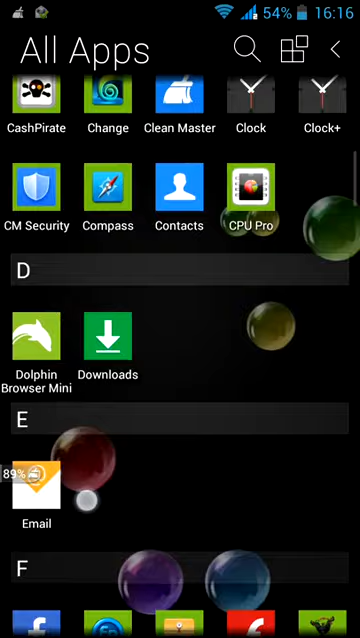 54% 16:16
All Apps
CashPirate Change Clean Master Clock Clock+
CM Security Compass Contacts CPU Pro
D
Dolphin Browser Mini Downloads
E
89%
Email
F